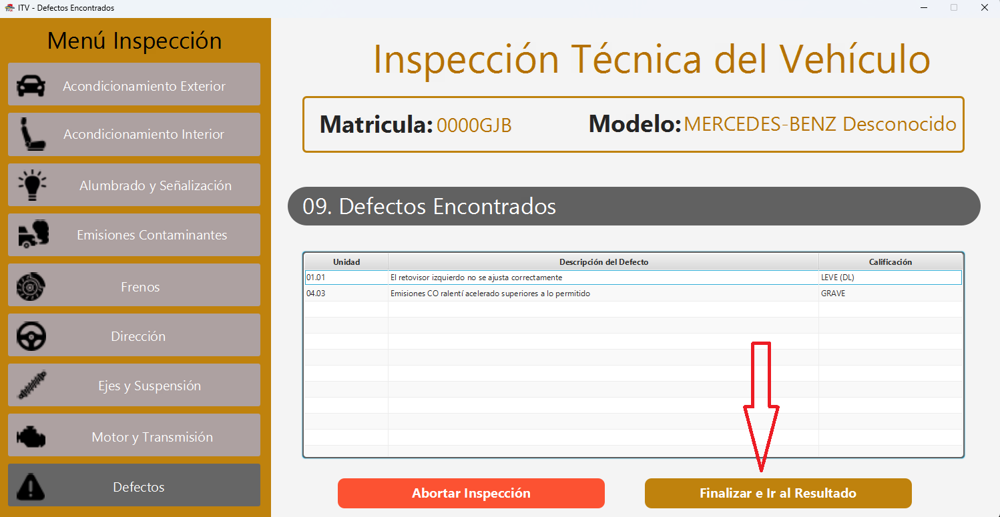 ITV - Defectos Encontrados
Menú Inspección
Acondicionamiento Exterior
Acondicionamiento Interior
Alumbrado y Señalización
Emisiones Contaminantes
Frenos
Dirección
Ejes y Suspensión
Motor y Transmisión
Defectos
Inspección Técnica del Vehículo
Matricula: 0000GJB Modelo: MERCEDES-BENZ Desconocido
09. Defectos Encontrados
Unidad Descripción del Defecto Calificación
01.01 El retovisor izquierdo no se ajusta correctamente LEVE (DL)
04.03 Emisiones CO ralentí acelerado superiores a lo permitido GRAVE
Abortar Inspección Finalizar e Ir al Resultado